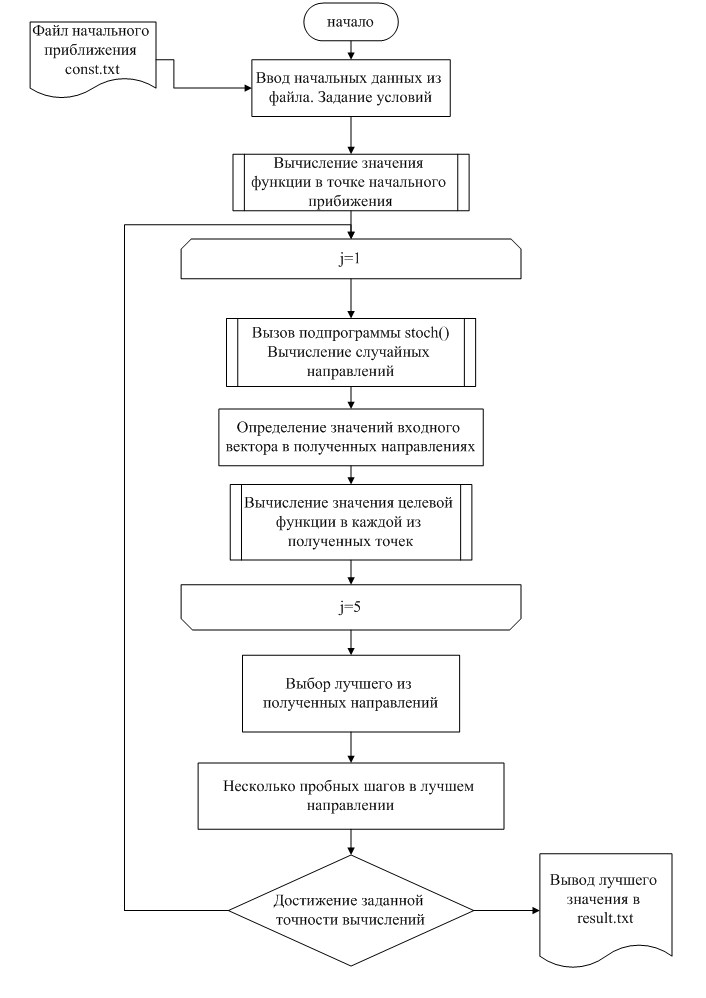 начало
Файл начального
приближения
const.txt
Ввод начальных данных из
файла. Задание условий
Вычисление значения
функции в точке начального
прибижения
j=1
Вызов подпрограммы stoch()
Вычисление случайных
направлений
Определение значений входного
вектора в полученных направлениях
Вычисление значения целевой
функции в каждой из
полученных точек
j=5
Выбор лучшего из
полученных направлений
Несколько пробных шагов в лучшем
направлении
Достижение заданной
точности вычислений
Вывод лучшего
значения в
result.txt